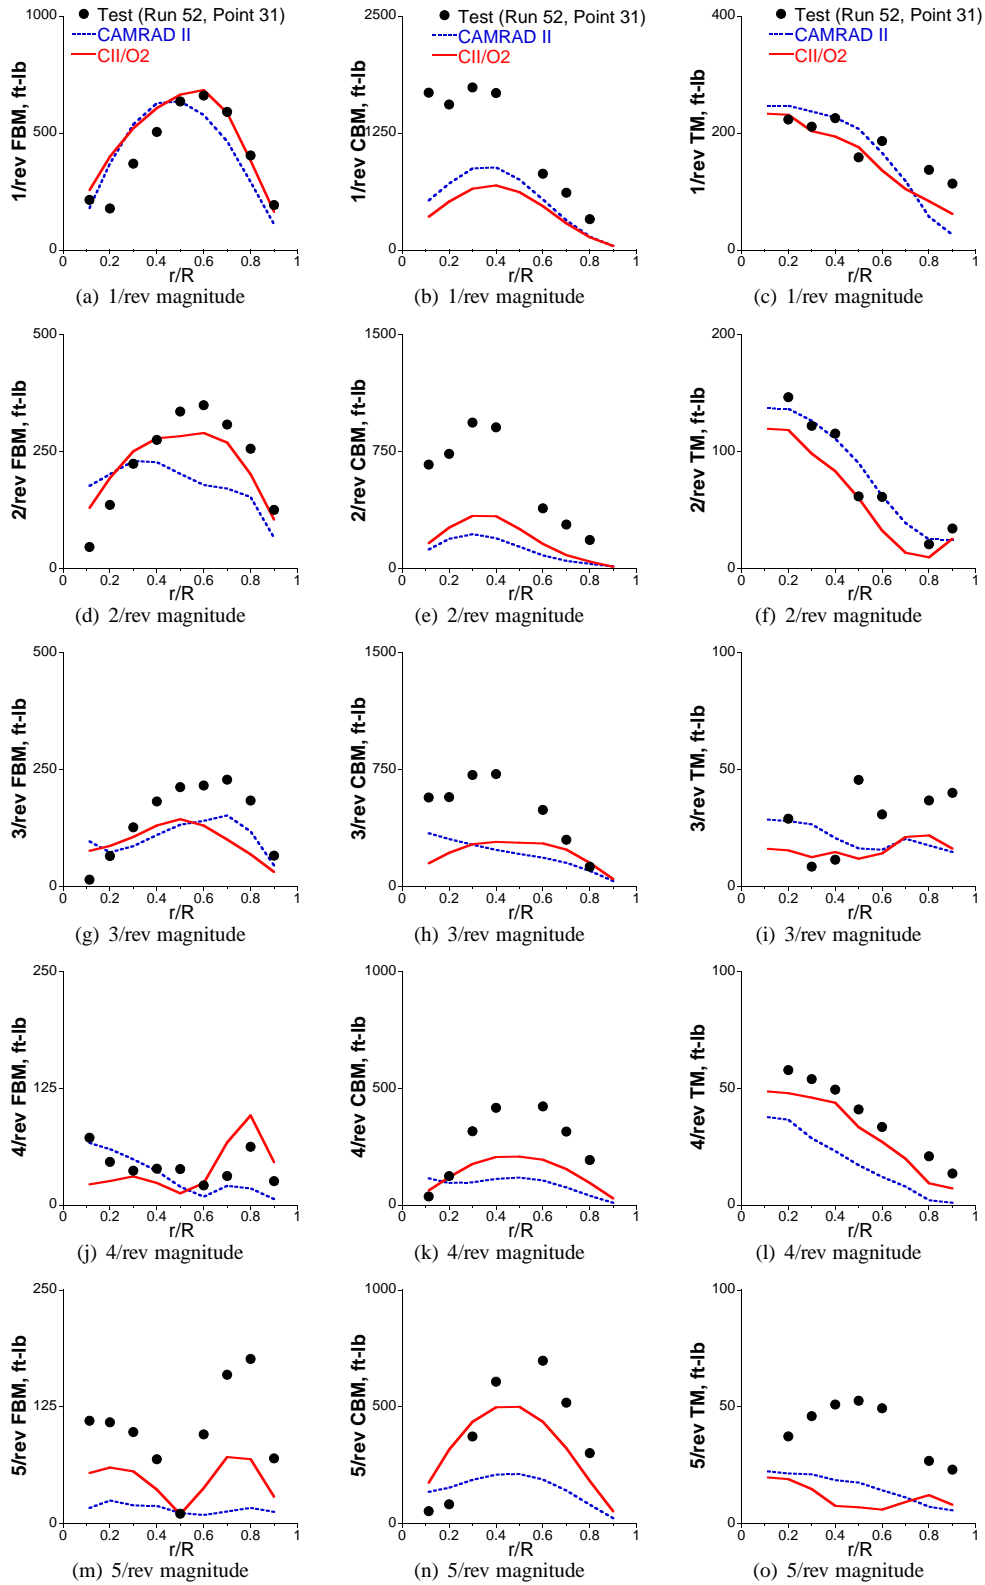 1/rev FBM, ft-lb
1000
500
0
Test (Run 52, Point 31)
CAMRAD II
CII/O2
0 0.2 0.4 0.6 0.8 1
r/R
(a) 1/rev magnitude
1/rev CBM, ft-lb
2500
1250
0
Test (Run 52, Point 31)
CAMRAD II
CII/O2
0 0.2 0.4 0.6 0.8 1
r/R
(b) 1/rev magnitude
1/rev TM, ft-lb
400
200
0
Test (Run 52, Point 31)
CAMRAD II
CII/O2
0 0.2 0.4 0.6 0.8 1
r/R
(c) 1/rev magnitude
2/rev FBM, ft-lb
500
250
0
0 0.2 0.4 0.6 0.8 1
r/R
(d) 2/rev magnitude
2/rev CBM, ft-lb
1500
750
0
0 0.2 0.4 0.6 0.8 1
r/R
(e) 2/rev magnitude
2/rev TM, ft-lb
200
100
0
0 0.2 0.4 0.6 0.8 1
r/R
(f) 2/rev magnitude
3/rev FBM, ft-lb
500
250
0
0 0.2 0.4 0.6 0.8 1
r/R
(g) 3/rev magnitude
3/rev CBM, ft-lb
1500
750
0
0 0.2 0.4 0.6 0.8 1
r/R
(h) 3/rev magnitude
3/rev TM, ft-lb
100
50
0
0 0.2 0.4 0.6 0.8 1
r/R
(i) 3/rev magnitude
4/rev FBM, ft-lb
250
125
0
0 0.2 0.4 0.6 0.8 1
r/R
(j) 4/rev magnitude
4/rev CBM, ft-lb
1000
500
0
0 0.2 0.4 0.6 0.8 1
r/R
(k) 4/rev magnitude
4/rev TM, ft-lb
100
50
0
0 0.2 0.4 0.6 0.8 1
r/R
(l) 4/rev magnitude
5/rev FBM, ft-lb
250
125
0
0 0.2 0.4 0.6 0.8 1
r/R
(m) 5/rev magnitude
5/rev CBM, ft-lb
1000
500
0
0 0.2 0.4 0.6 0.8 1
r/R
(n) 5/rev magnitude
5/rev TM, ft-lb
100
50
0
0 0.2 0.4 0.6 0.8 1
r/R
(o) 5/rev magnitude